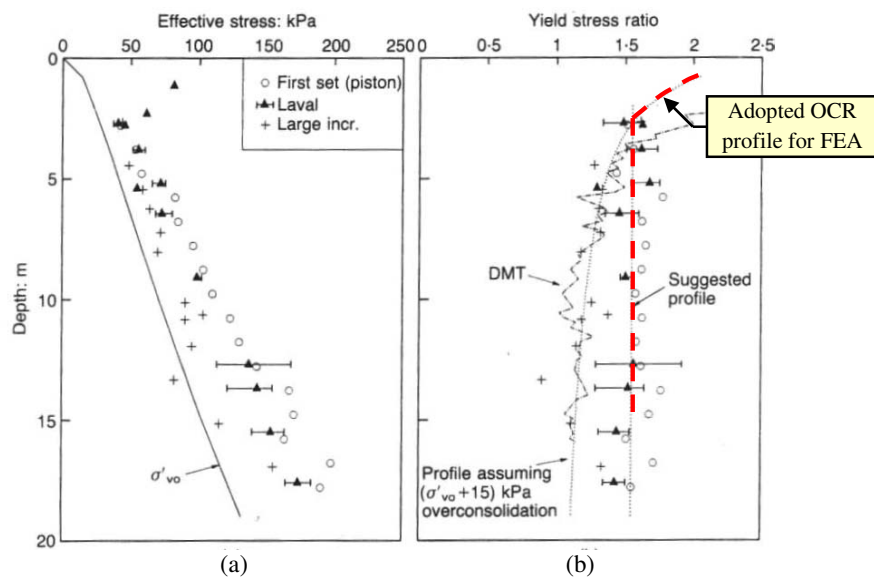 Effective stress: kPa
0 50 100 150 200 250
0
5
10
15
20
Depth: m
First set (piston)
Laval
Large incr.
σ'vo
(a)
Yield stress ratio
0 0·5 1 1·5 2 2·5
Adopted OCR
profile for FEA
DMT
Suggested
profile
Profile assuming
(σ'vo+15) kPa
overconsolidation
(b)